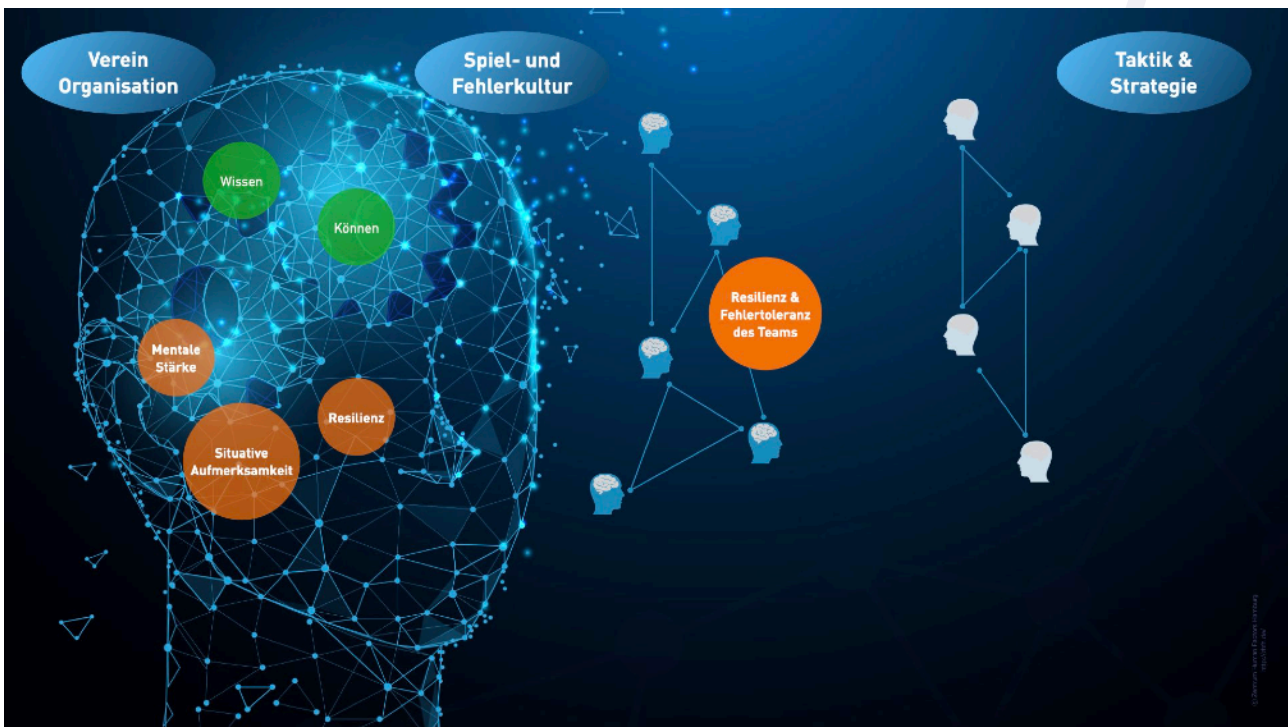 Verein
Organisation
Spiel- und
Fehlerkultur
Taktik &
Strategie
Wissen
Können
Mentale
Stärke
Resilienz
Situative
Aufmerksamkeit
Resilienz &
Fehlertoleranz
des Teams